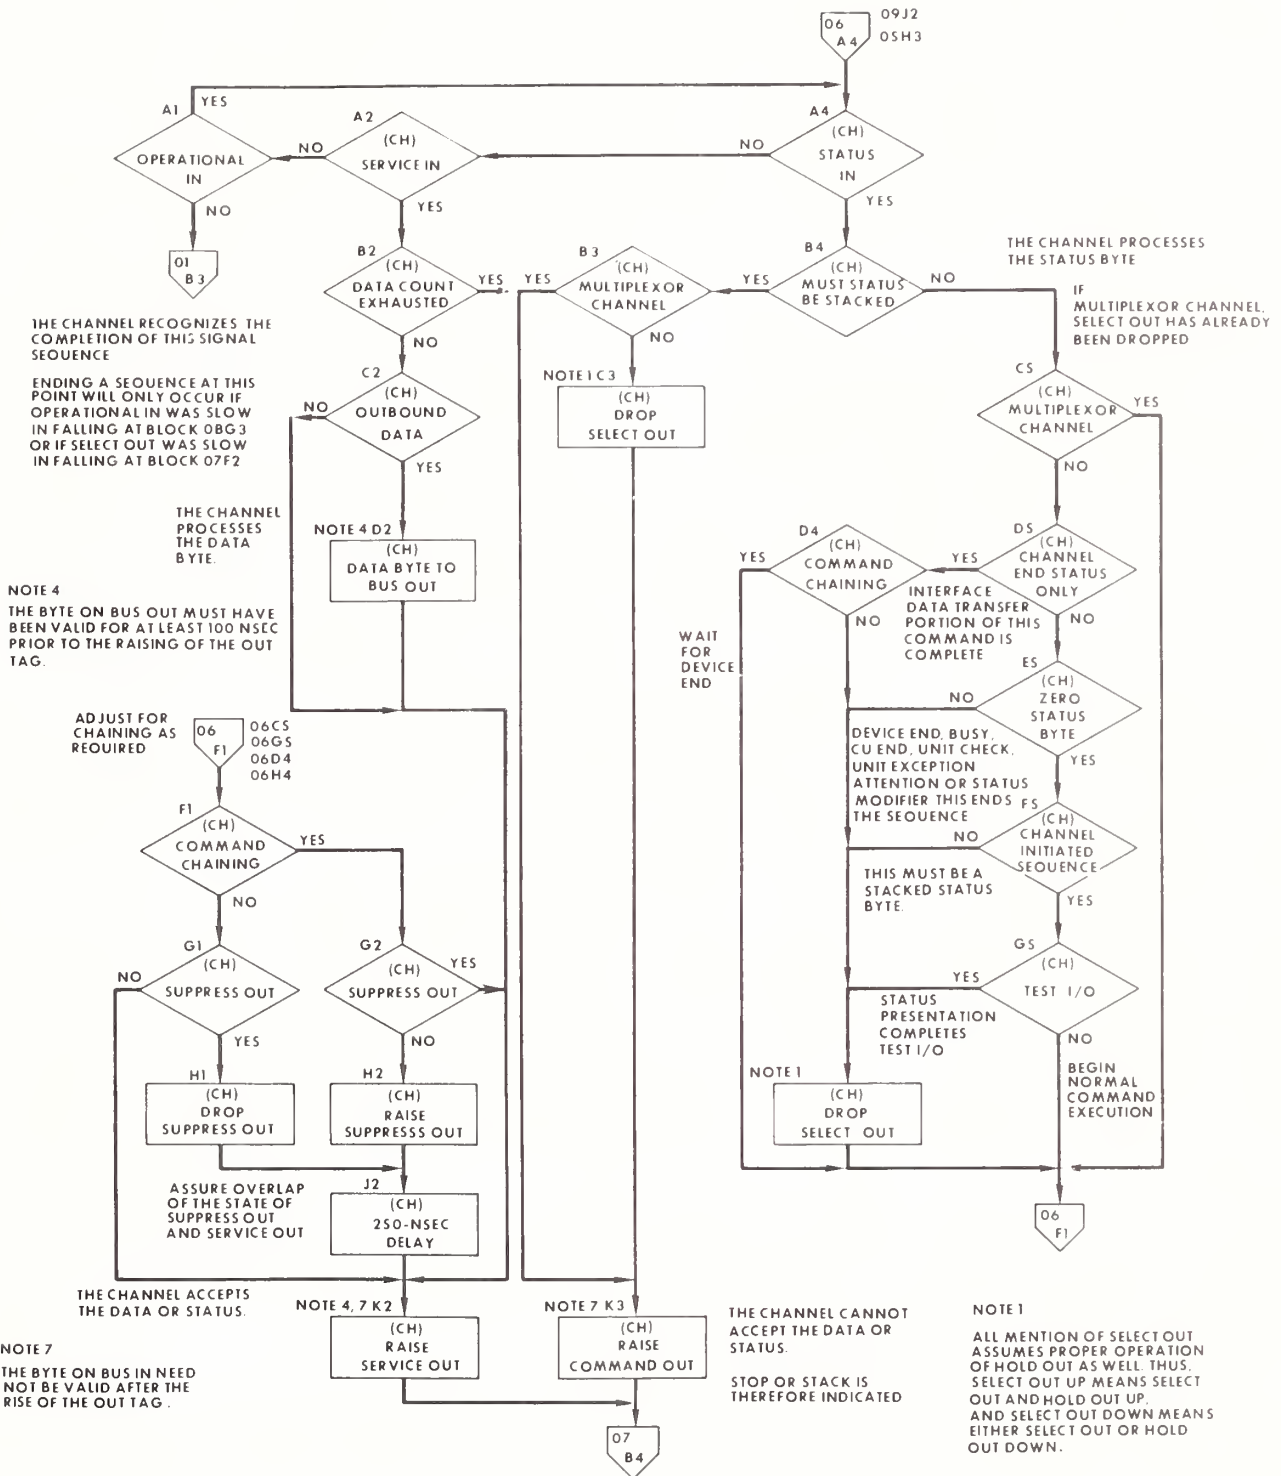 06
A4
09J2
0SH3
A1
YES
OPERATIONAL
IN
NO
01
B3
NO
A2
(CH)
SERVICE IN
YES
NO
A4
(CH)
STATUS
IN
YES
B2
(CH)
DATA COUNT
EXHAUSTED
YES
NO
B3
(CH)
MULTIPLEXOR
CHANNEL
YES
NO
YES
B4
(CH)
MUST STATUS
BE STACKED
NO
THE CHANNEL PROCESSES
THE STATUS BYTE
IF
MULTIPLEXOR CHANNEL,
SELECT OUT HAS ALREADY
BEEN DROPPED
THE CHANNEL RECOGNIZES THE
COMPLETION OF THIS SIGNAL
SEQUENCE
ENDING A SEQUENCE AT THIS
POINT WILL ONLY OCCUR IF
OPERATIONAL IN WAS SLOW
IN FALLING AT BLOCK 0BG3
OR IF SELECT OUT WAS SLOW
IN FALLING AT BLOCK 07F2
C2
(CH)
OUTBOUND
DATA
NO
YES
NOTE 1 C3
(CH)
DROP
SELECT OUT
CS
(CH)
MULTIPLEXOR
CHANNEL
YES
NO
THE CHANNEL
PROCESSES
THE DATA
BYTE.
NOTE 4 D2
(CH)
DATA BYTE TO
BUS OUT
YES
D4
(CH)
COMMAND
CHAINING
NO
YES
DS
(CH)
CHANNEL
END STATUS
ONLY
NO
INTERFACE
DATA TRANSFER
PORTION OF THIS
COMMAND IS
COMPLETE
NOTE 4
THE BYTE ON BUS OUT MUST HAVE
BEEN VALID FOR AT LEAST 100 NSEC
PRIOR TO THE RAISING OF THE OUT
TAG.
WAIT
FOR
DEVICE
END
ES
(CH)
ZERO
STATUS
BYTE
NO
YES
DEVICE END, BUSY,
CU END, UNIT CHECK,
UNIT EXCEPTION
ATTENTION OR STATUS
MODIFIER THIS ENDS
THE SEQUENCE
ADJUST FOR
CHAINING AS
REQUIRED
06
F1
06CS
06GS
06D4
06H4
F1
(CH)
COMMAND
CHAINING
YES
NO
FS
(CH)
CHANNEL
INITIATED
SEQUENCE
NO
YES
THIS MUST BE A
STACKED STATUS
BYTE.
G1
(CH)
SUPPRESS OUT
NO
YES
G2
(CH)
SUPPRESS OUT
YES
NO
GS
(CH)
TEST I/O
YES
NO
STATUS
PRESENTATION
COMPLETES
TEST I/O
BEGIN
NORMAL
COMMAND
EXECUTION
H1
(CH)
DROP
SUPPRESS OUT
H2
(CH)
RAISE
SUPPRESSS OUT
NOTE 1
(CH)
DROP
SELECT OUT
ASSURE OVERLAP
OF THE STATE OF
SUPPRESS OUT
AND SERVICE OUT
J2
(CH)
2S0-NSEC
DELAY
06
F1
THE CHANNEL ACCEPTS
THE DATA OR STATUS.
NOTE 4, 7 K2
(CH)
RAISE
SERVICE OUT
NOTE 7 K3
(CH)
RAISE
COMMAND OUT
THE CHANNEL CANNOT
ACCEPT THE DATA OR
STATUS.
STOP OR STACK IS
THEREFORE INDICATED
NOTE 7
THE BYTE ON BUS IN NEED
NOT BE VALID AFTER THE
RISE OF THE OUT TAG.
07
B4
NOTE 1
ALL MENTION OF SELECT OUT
ASSUMES PROPER OPERATION
OF HOLD OUT AS WELL. THUS,
SELECT OUT UP MEANS SELECT
OUT AND HOLD OUT UP,
AND SELECT OUT DOWN MEANS
EITHER SELECT OUT OR HOLD
OUT DOWN.